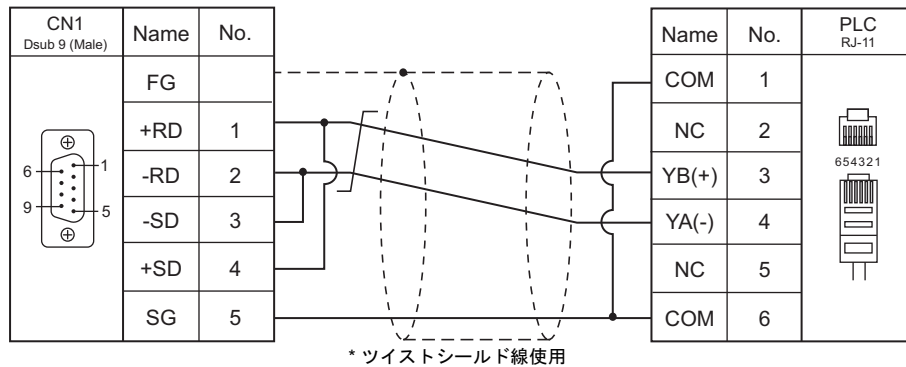 CN1
Dsub 9 (Male)
Name No.
FG
+RD 1
-RD 2
-SD 3
+SD 4
SG 5
6 1
9 5
Name No.
PLC
RJ-11
COM 1
NC 2
YB(+) 3
YA(-) 4
NC 5
COM 6
654321
* ツイストシールド線使用